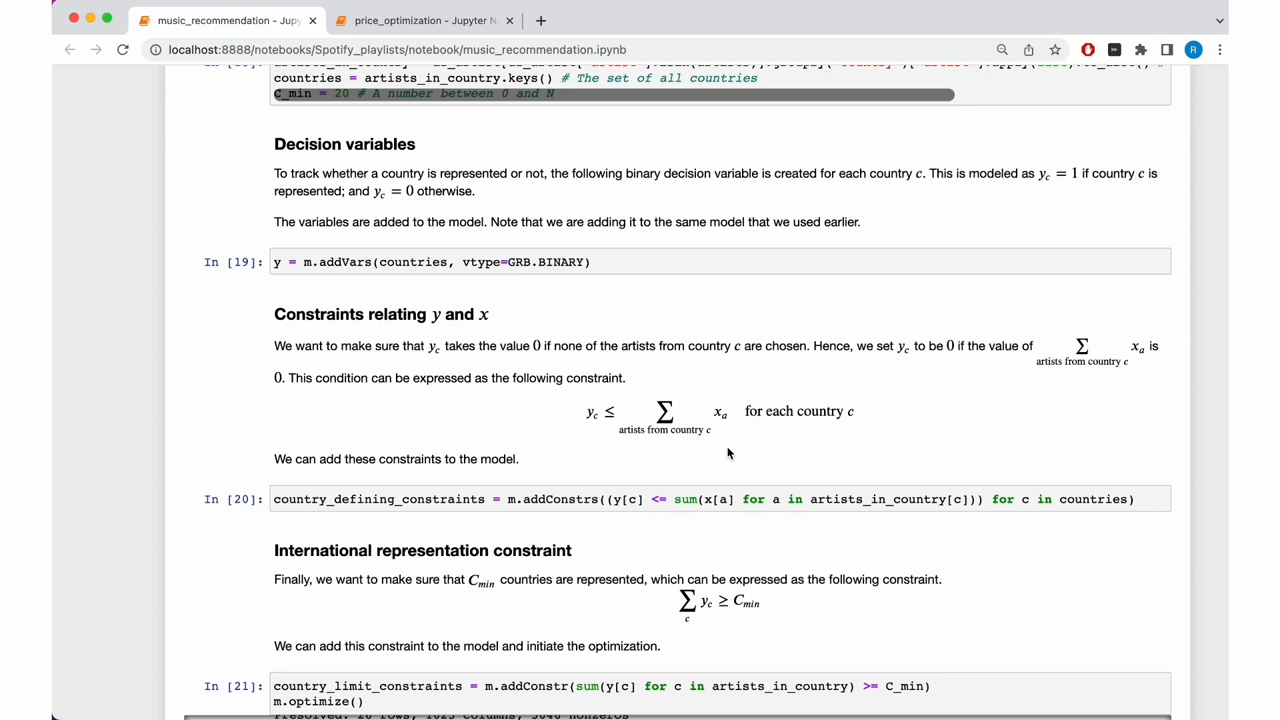 music_recommendation - Jupy
price_optimization - Jupyter N
localhost:8888/notebooks/Spotify_playlists/notebook/music_recommendation.ipynb
R
countries = artists_in_country.keys() # The set of all countries
C_min = 20 # A number between 0 and N
Decision variables
To track whether a country is represented or not, the following binary decision variable is created for each country c. This is modeled as y_c = 1 if country c is
represented; and y_c = 0 otherwise.
The variables are added to the model. Note that we are adding it to the same model that we used earlier.
In [19]: y = m.addVars(countries, vtype=GRB.BINARY)
Constraints relating y and x
We want to make sure that y_c takes the value 0 if none of the artists from country c are chosen. Hence, we set y_c to be 0 if the value of ∑ x_a is
artists from country c
0. This condition can be expressed as the following constraint.
y_c ≤ ∑ x_a for each country c
artists from country c
We can add these constraints to the model.
In [20]: country_defining_constraints = m.addConstrs((y[c] <= sum(x[a] for a in artists_in_country[c])) for c in countries)
International representation constraint
Finally, we want to make sure that C_min countries are represented, which can be expressed as the following constraint.
∑ y_c ≥ C_min
c
We can add this constraint to the model and initiate the optimization.
In [21]: country_limit_constraints = m.addConstr(sum(y[c] for c in artists_in_country) >= C_min)
m.optimize()